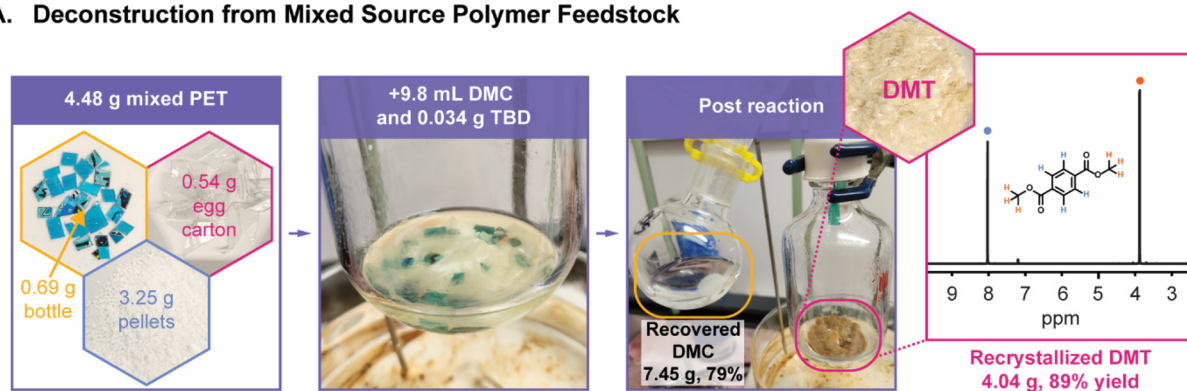 A. Deconstruction from Mixed Source Polymer Feedstock
4.48 g mixed PET
0.54 g
egg
carton
0.69 g
bottle
3.25 g
pellets
+9.8 mL DMC
and 0.034 g TBD
Post reaction
Recovered
DMC
7.45 g, 79%
DMT
H
H
H
H
H
H
H
H
H
H
O
O
O
O
9 8 7 6 5 4 3
ppm
Recrystallized DMT
4.04 g, 89% yield